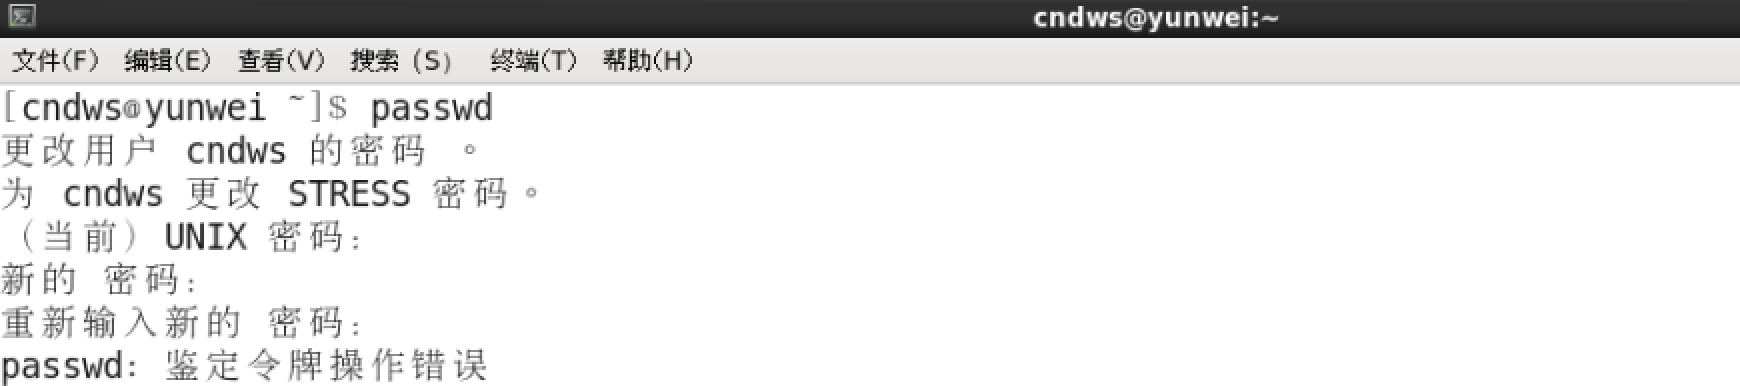 cndws@yunwei:~
文件(F) 编辑(E) 查看(V) 搜索 (S) 终端(T) 帮助(H)
[cndws@yunwei ~]$ passwd
更改用户 cndws 的密码 。
为 cndws 更改 STRESS 密码。
（当前）UNIX 密码：
新的 密码：
重新输入新的 密码：
passwd： 鉴定令牌操作错误